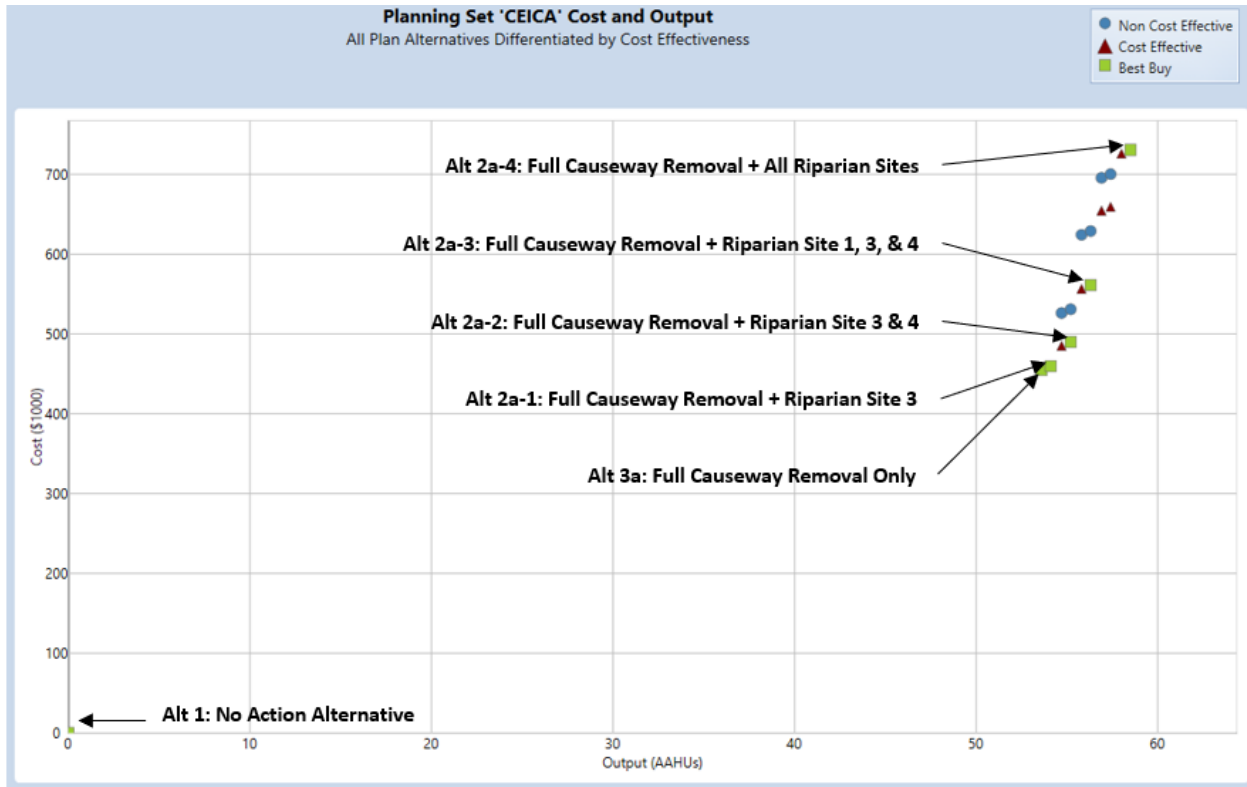 Planning Set 'CEICA' Cost and Output
All Plan Alternatives Differentiated by Cost Effectiveness
Non Cost Effective
Cost Effective
Best Buy
Alt 2a-4: Full Causeway Removal + All Riparian Sites
Alt 2a-3: Full Causeway Removal + Riparian Site 1, 3, & 4
Alt 2a-2: Full Causeway Removal + Riparian Site 3 & 4
Alt 2a-1: Full Causeway Removal + Riparian Site 3
Alt 3a: Full Causeway Removal Only
Alt 1: No Action Alternative
Cost ($1000)
700
600
500
400
300
200
100
0
0 10 20 30 40 50 60
Output (AAHUs)